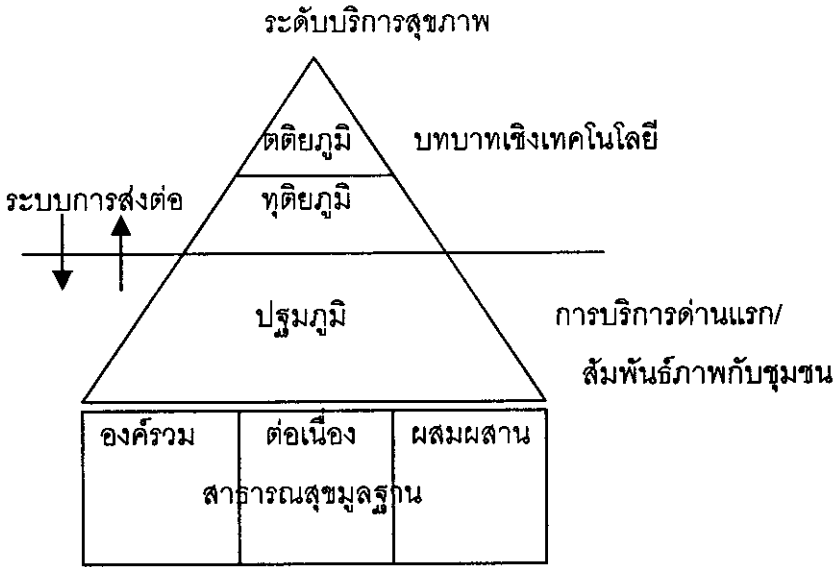 ระดับบริการสุขภาพ
ตติยภูมิ บทบาทเชิงเทคโนโลยี
ระบบการส่งต่อ ทุติยภูมิ
ปฐมภูมิ การบริการด่านแรก/
สัมพันธ์ภาพกับชุมชน
องค์รวม ต่อเนื่อง ผสมผสาน
สาธารณสุขมูลฐาน